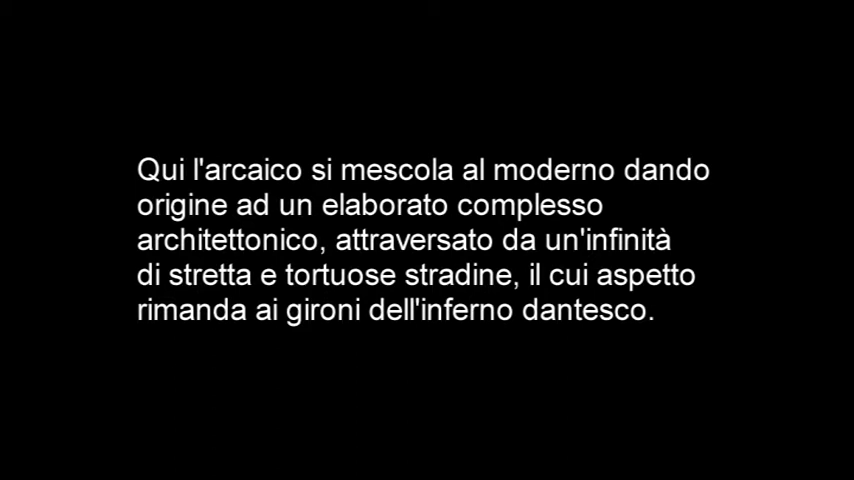 Qui l'arcaico si mescola al moderno dando
origine ad un elaborato complesso
architettonico, attraversato da un'infinità
di stretta e tortuose stradine, il cui aspetto
rimanda ai gironi dell'inferno dantesco.